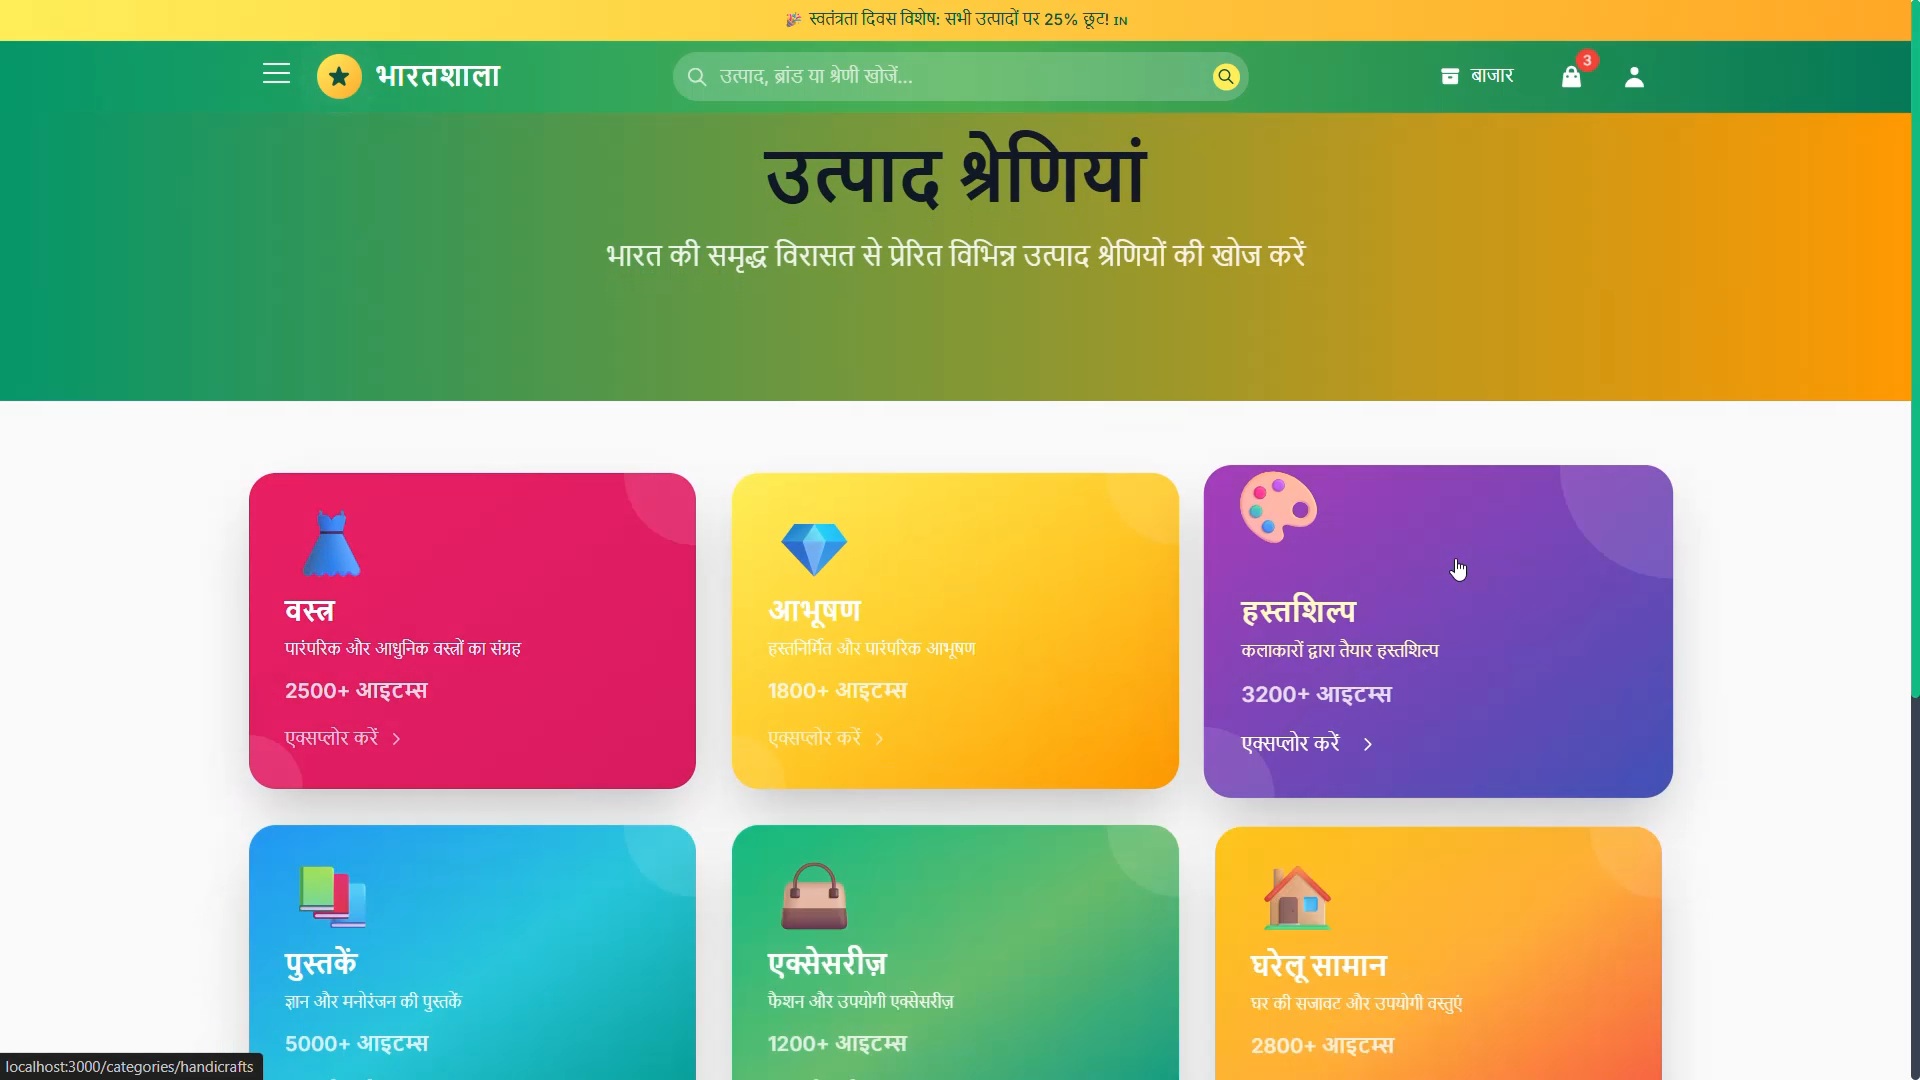 🎉 स्वतंत्रता दिवस विशेष: सभी उत्पादों पर 25% छूट! IN
भारतशाला
उत्पाद, ब्रांड या श्रेणी खोजें...
बाजार
3
उत्पाद श्रेणियां
भारत की समृद्ध विरासत से प्रेरित विभिन्न उत्पाद श्रेणियों की खोज करें
वस्त्र
पारंपरिक और आधुनिक वस्त्रों का संग्रह
2500+ आइटम्स
एक्सप्लोर करें
आभूषण
हस्तनिर्मित और पारंपरिक आभूषण
1800+ आइटम्स
एक्सप्लोर करें
हस्तशिल्प
कलाकारों द्वारा तैयार हस्तशिल्प
3200+ आइटम्स
एक्सप्लोर करें
पुस्तकें
ज्ञान और मनोरंजन की पुस्तकें
5000+ आइटम्स
एक्सेसरीज़
फैशन और उपयोगी एक्सेसरीज़
1200+ आइटम्स
घरेलू सामान
घर की सजावट और उपयोगी वस्तुएं
2800+ आइटम्स
localhost:3000/categories/handicrafts